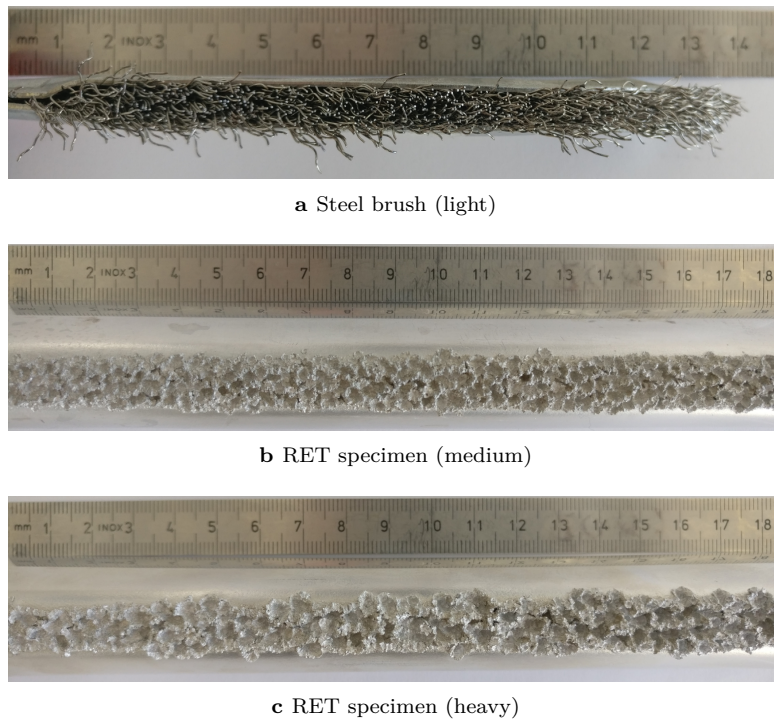 mm 1 2 INOX 3 4 5 6 7 8 9 10 11 12 13 14
a Steel brush (light)
mm 1 2 INOX 3 4 5 6 7 8 9 10 11 12 13 14 15 16 17 18
b RET specimen (medium)
mm 1 2 INOX 3 4 5 6 7 8 9 10 11 12 13 14 15 16 17 18
c RET specimen (heavy)